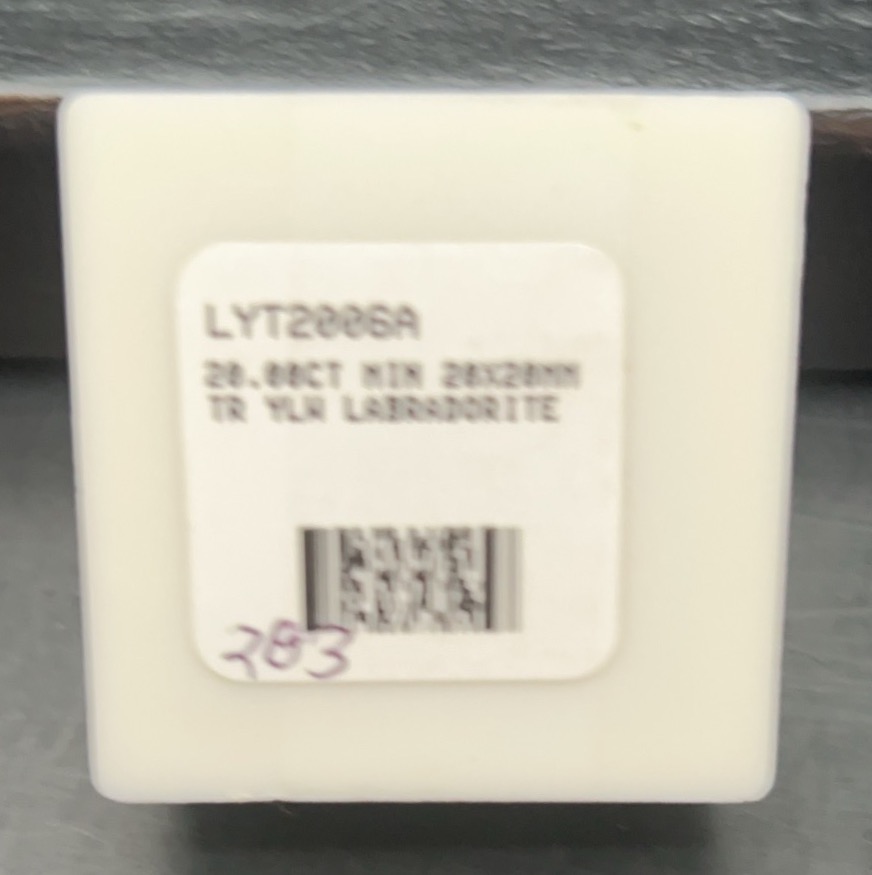 LYT2006A
20.00CT MIN 20X20MM
TR YLW LABRADORITE
283